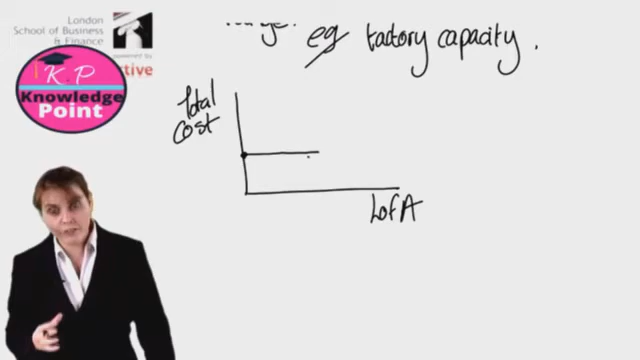 London
School of Business
& Finance
K.P
Knowledge
Point
eg factory capacity.
Total
cost
LofA